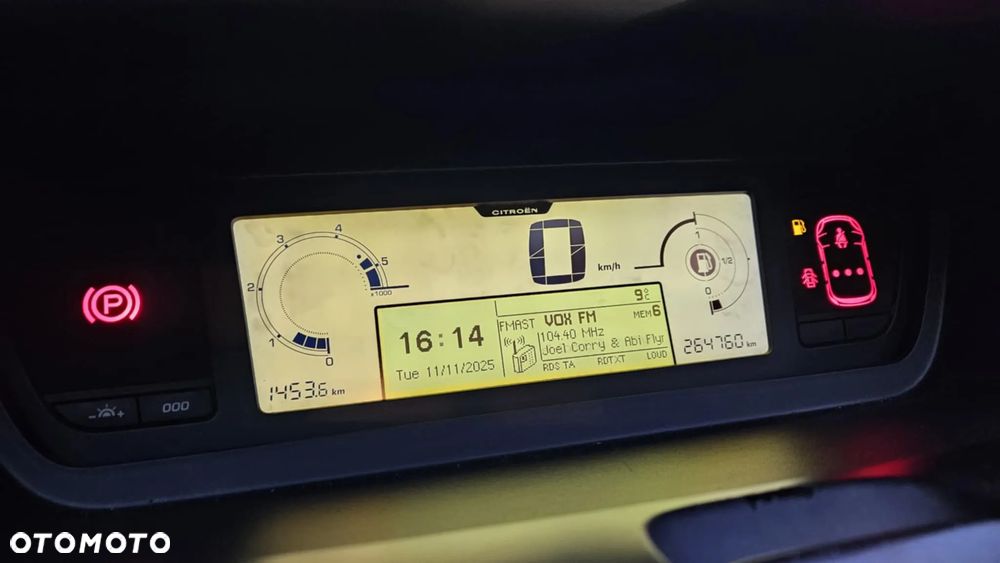 CITROËN
4
3
5
2
x1000
1
0
1453.6 km
0
km/h
1
1/2
0
264760 km
9°C
16:14
Tue 11/11/2025
FMAST VOX FM MEM6
104.40 MHz
Joel Corry & Abi Flyr
RDS TA RDTXT LOUD
P
- +
000
OTOMOTO